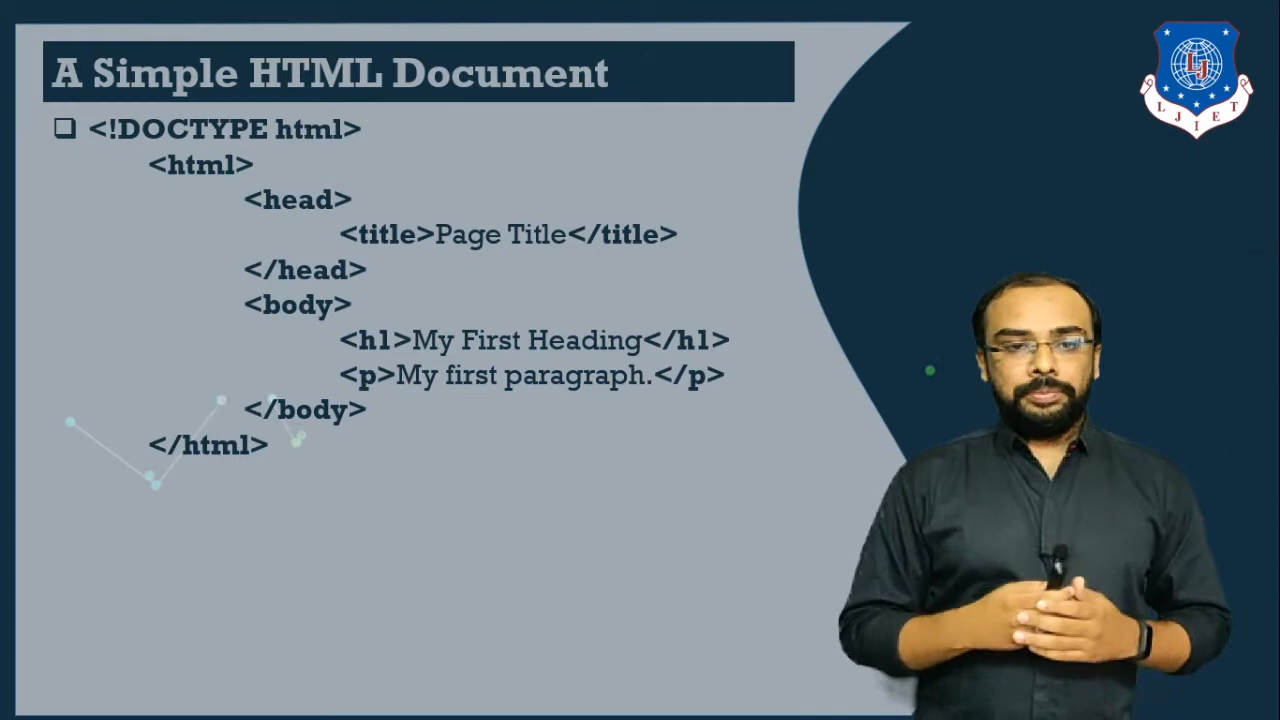 A Simple HTML Document
❑ <!DOCTYPE html>
<html>
<head>
<title>Page Title</title>
</head>
<body>
<h1>My First Heading</h1>
<p>My first paragraph.</p>
</body>
</html>
LJ
L J I E T